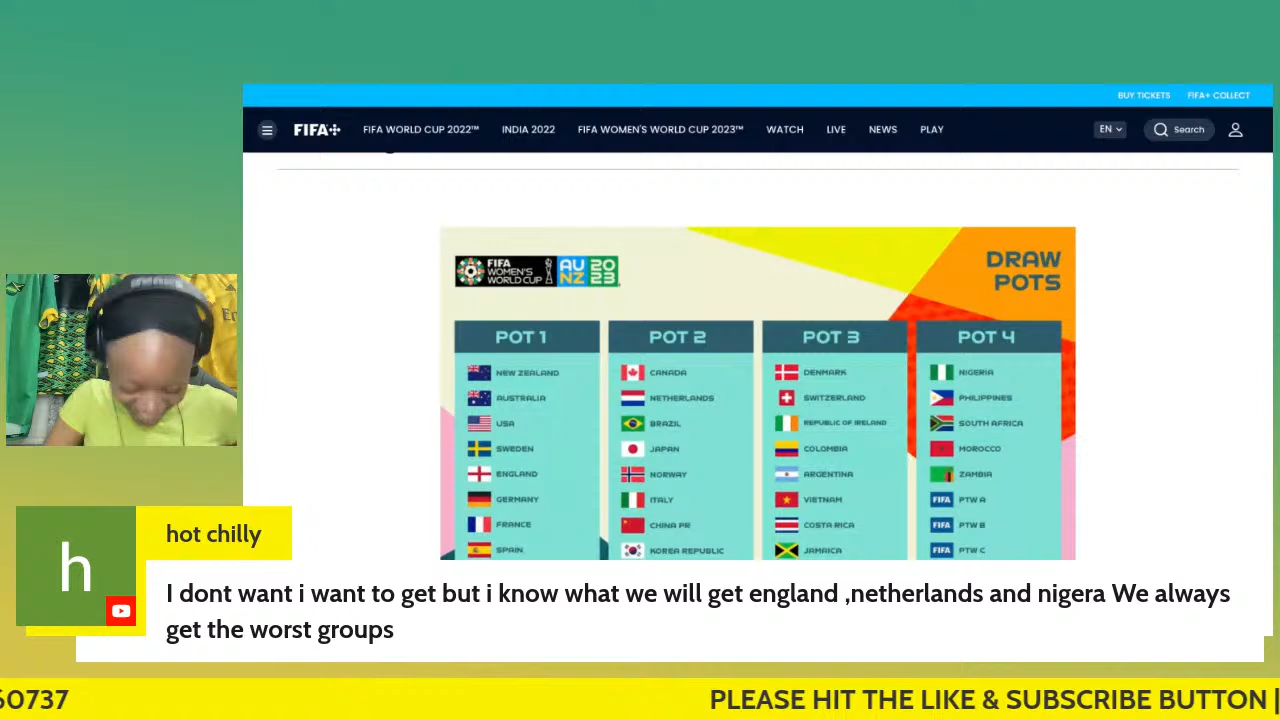 BUY TICKETS FIFA+ COLLECT
FIFA+ FIFA WORLD CUP 2022™ INDIA 2022 FIFA WOMEN'S WORLD CUP 2023™ WATCH LIVE NEWS PLAY EN Search
FIFA WOMEN'S WORLD CUP AU NZ 2023
DRAW POTS
POT 1
NEW ZEALAND
AUSTRALIA
USA
SWEDEN
ENGLAND
GERMANY
FRANCE
SPAIN
POT 2
CANADA
NETHERLANDS
BRAZIL
JAPAN
NORWAY
ITALY
CHINA PR
KOREA REPUBLIC
POT 3
DENMARK
SWITZERLAND
REPUBLIC OF IRELAND
COLOMBIA
ARGENTINA
VIETNAM
COSTA RICA
JAMAICA
POT 4
NIGERIA
PHILIPPINES
SOUTH AFRICA
MOROCCO
ZAMBIA
FIFA PTW A
FIFA PTW B
FIFA PTW C
h
hot chilly
I dont want i want to get but i know what we will get england ,netherlands and nigera We always
get the worst groups
60737 PLEASE HIT THE LIKE & SUBSCRIBE BUTTON |